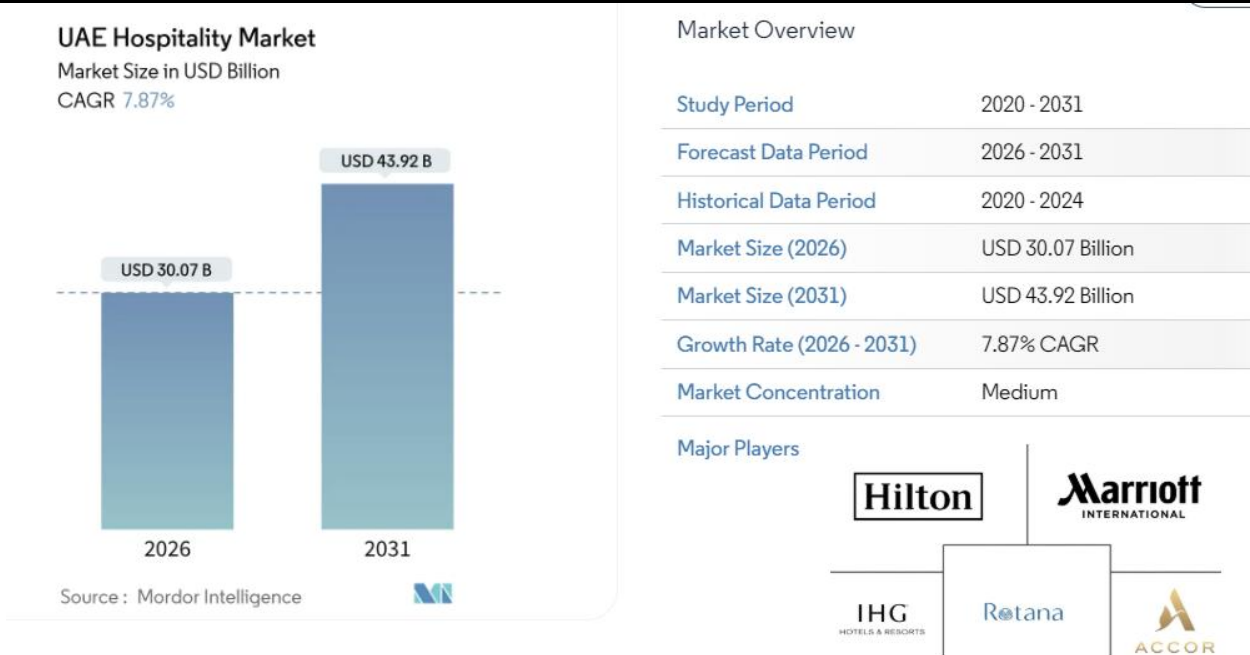 UAE Hospitality Market
Market Size in USD Billion
CAGR 7.87%
USD 43.92 B
USD 30.07 B
2026
2031
Source : Mordor Intelligence
Market Overview
Study Period 2020 - 2031
Forecast Data Period 2026 - 2031
Historical Data Period 2020 - 2024
Market Size (2026) USD 30.07 Billion
Market Size (2031) USD 43.92 Billion
Growth Rate (2026 - 2031) 7.87% CAGR
Market Concentration Medium
Major Players
Hilton
Marriott
INTERNATIONAL
IHG
HOTELS & RESORTS
Rotana
ACCOR